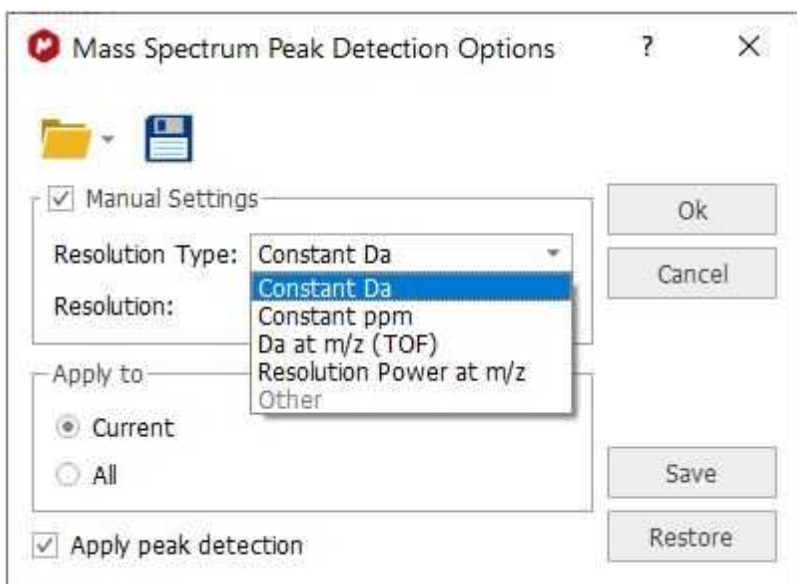 Mass Spectrum Peak Detection Options ? ×
Manual Settings
Resolution Type: Constant Da
Constant Da
Resolution:
Constant ppm
Da at m/z (TOF)
Resolution Power at m/z
Other
Apply to
Current
All
Apply peak detection
Ok
Cancel
Save
Restore